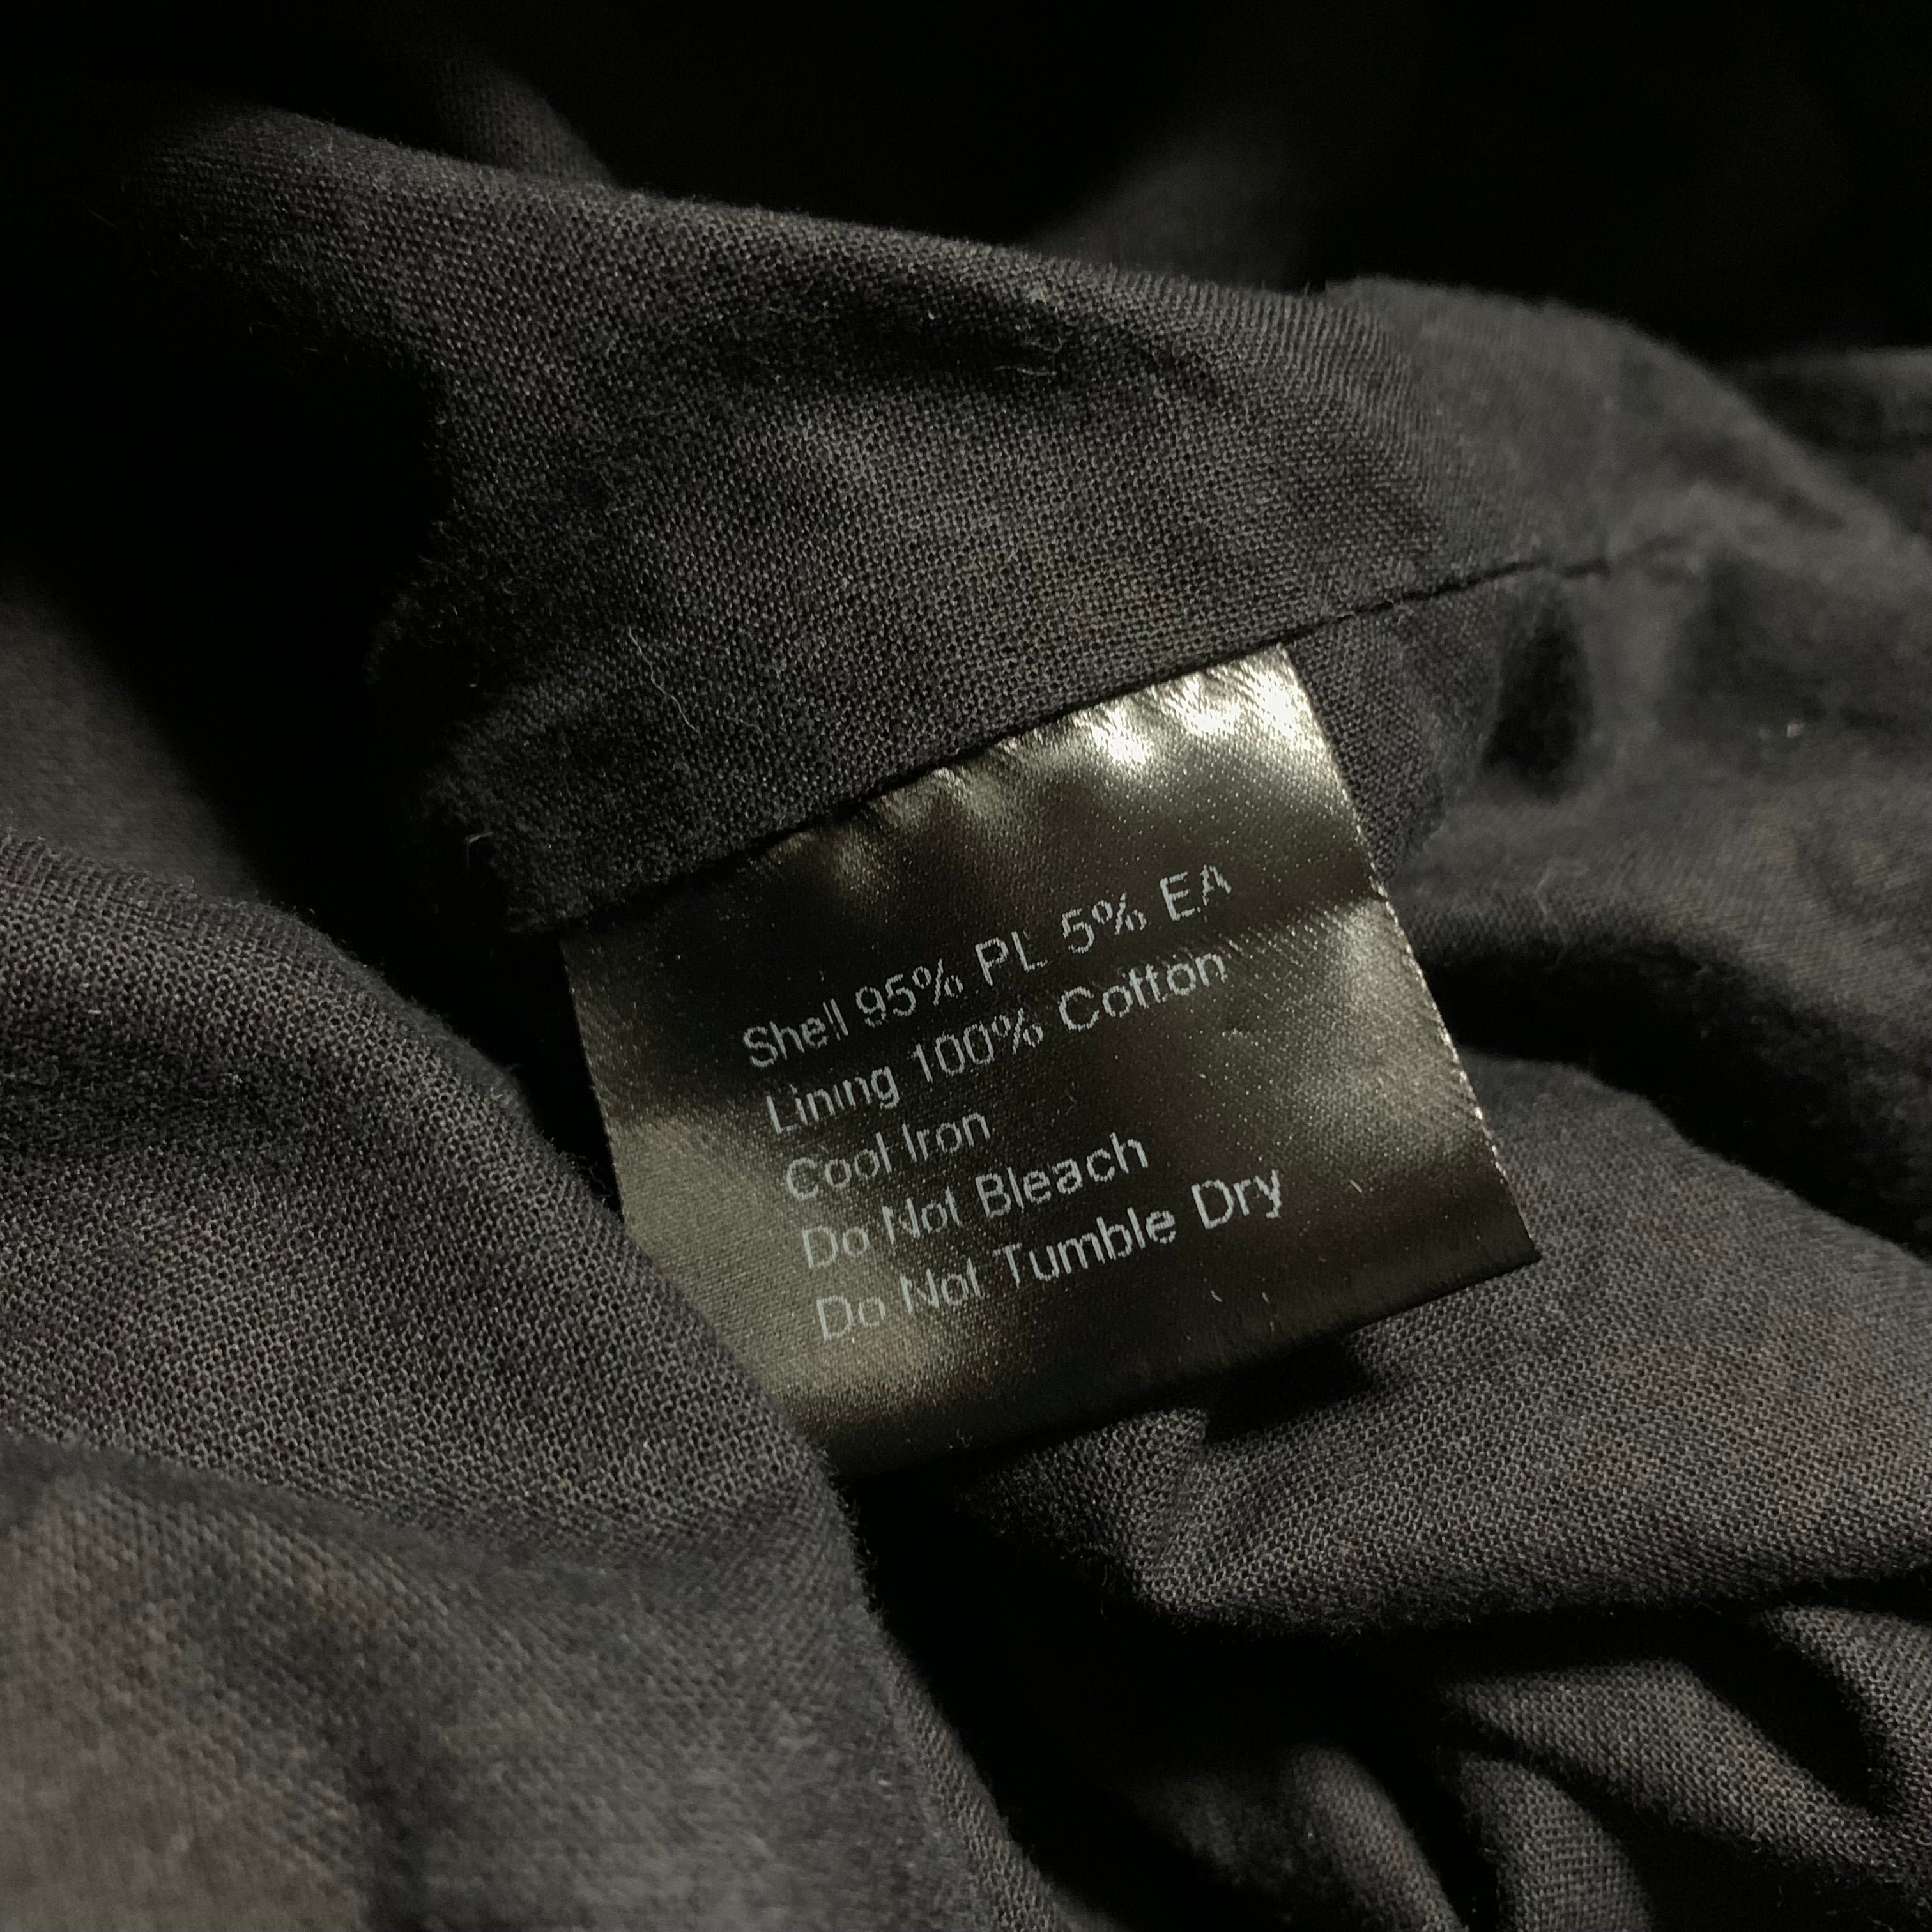 Shell 95% PL 5% EA
Lining 100% Cotton
Cool Iron
Do Not Bleach
Do Not Tumble Dry